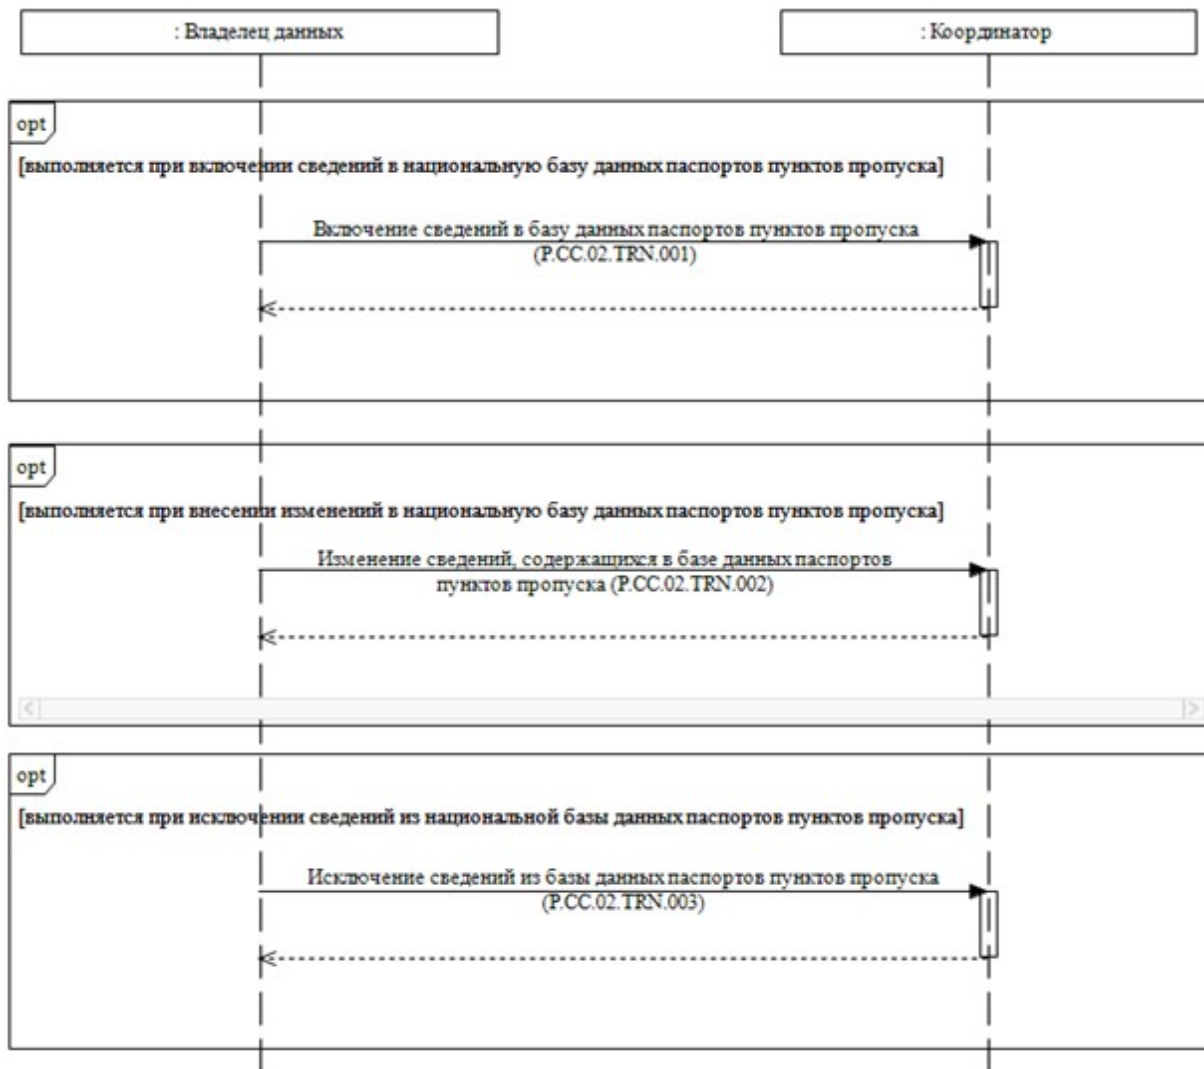 : Владелец данных
: Координатор
opt
[выполняется при включении сведений в национальную базу данных паспортов пунктов пропуска]
Включение сведений в базу данных паспортов пунктов пропуска
(P.CC.02.TRN.001)
opt
[выполняется при внесении изменений в национальную базу данных паспортов пунктов пропуска]
Изменение сведений, содержащихся в базе данных паспортов
пунктов пропуска (P.CC.02.TRN.002)
opt
[выполняется при исключении сведений из национальной базы данных паспортов пунктов пропуска]
Исключение сведений из базы данных паспортов пунктов пропуска
(P.CC.02.TRN.003)